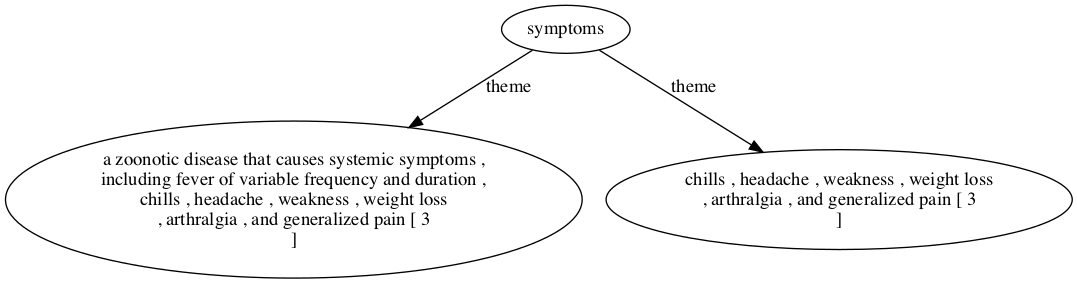 symptoms
theme
theme
a zoonotic disease that causes systemic symptoms ,
including fever of variable frequency and duration ,
chills , headache , weakness , weight loss
, arthralgia , and generalized pain [ 3
]
chills , headache , weakness , weight loss
, arthralgia , and generalized pain [ 3
]